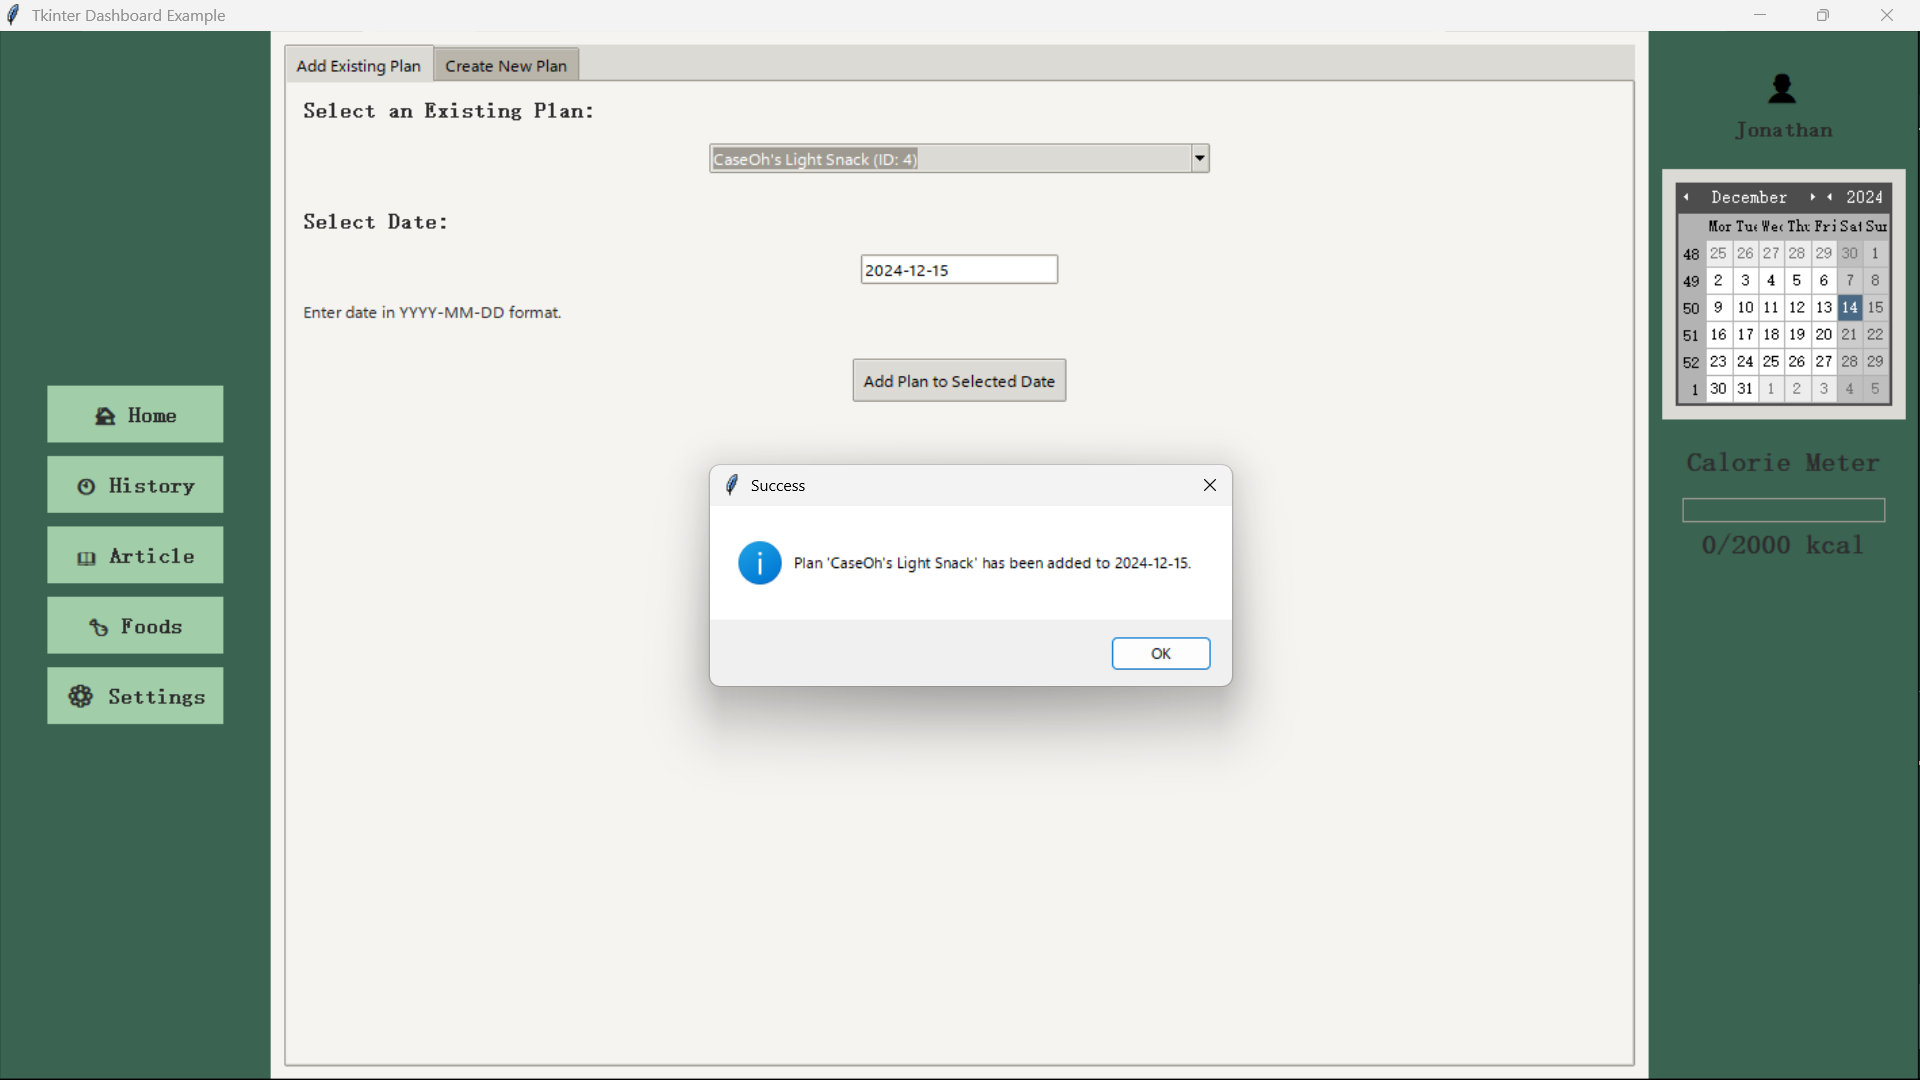 Tkinter Dashboard Example
Add Existing Plan
Create New Plan
Select an Existing Plan:
CaseOh's Light Snack (ID: 4)
Select Date:
2024-12-15
Enter date in YYYY-MM-DD format.
Add Plan to Selected Date
Home
History
Article
Foods
Settings
Success
Plan 'CaseOh's Light Snack' has been added to 2024-12-15.
OK
Jonathan
December 2024
Mon Tue Wed Thu Fri Sat Sun
48 25 26 27 28 29 30 1
49 2 3 4 5 6 7 8
50 9 10 11 12 13 14 15
51 16 17 18 19 20 21 22
52 23 24 25 26 27 28 29
1 30 31 1 2 3 4 5
Calorie Meter
0/2000 kcal